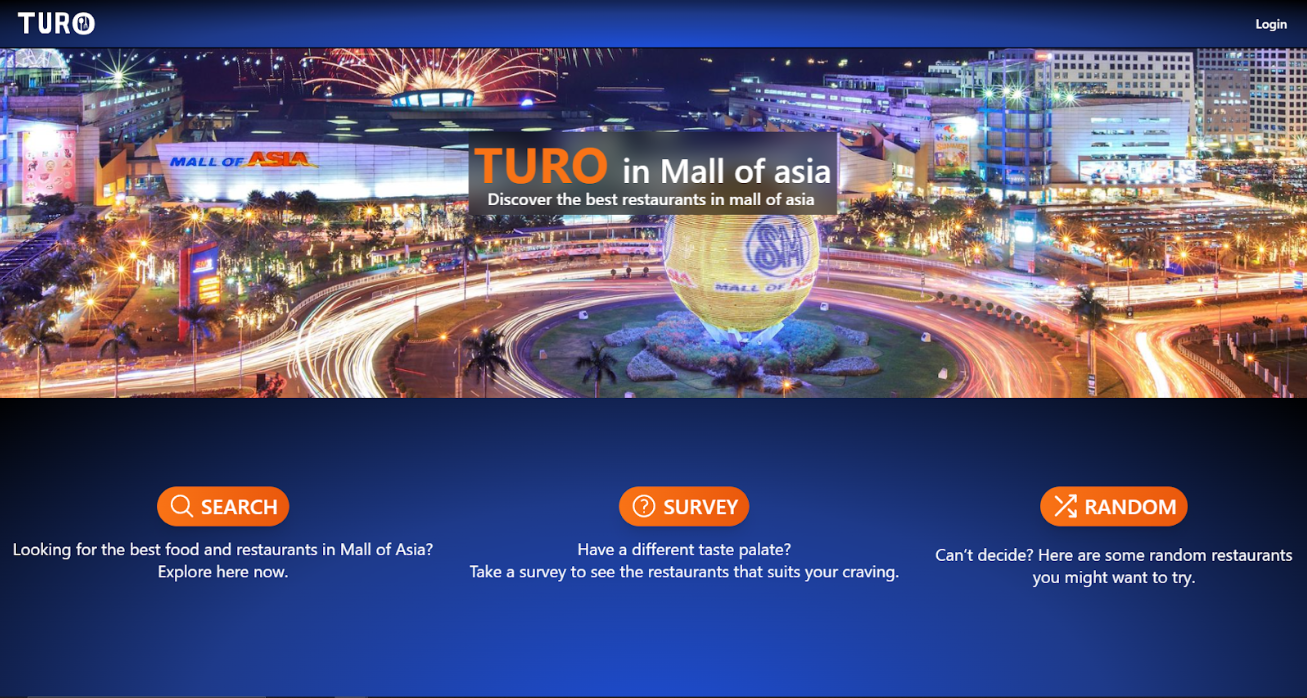 TURO
Login
MALL OF ASIA
TURO in Mall of asia
Discover the best restaurants in mall of asia
SM
MALL OF ASIA
SEARCH
Looking for the best food and restaurants in Mall of Asia?
Explore here now.
SURVEY
Have a different taste palate?
Take a survey to see the restaurants that suits your craving.
RANDOM
Can't decide? Here are some random restaurants
you might want to try.